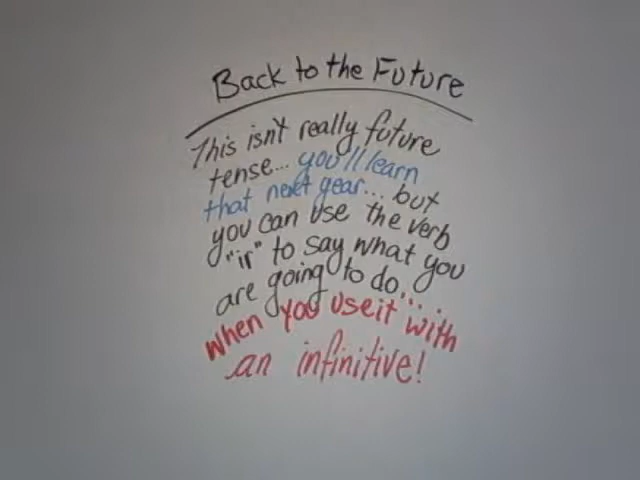 Back to the Future
This isn't really future
tense... you'll learn
that next year... but
you can use the verb
"ir" to say what you
are going to do...
when you use it with
an infinitive!